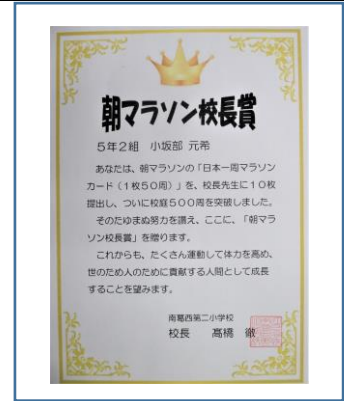 朝マラソン校長賞
5年2組 小坂部 元希
あなたは、朝マラソンの「日本一周マラソン
カード(1枚50周)」を、校長先生に10枚
提出し、ついに校庭500周を突破しました。
そのたゆまぬ努力を讃え、ここに、「朝マラ
ソン校長賞」を贈ります。
これからも、たくさん運動して体力を高め、
世のため人のために貢献する人間として成長
することを望みます。
南葛西第二小学校
校長 高橋 徹